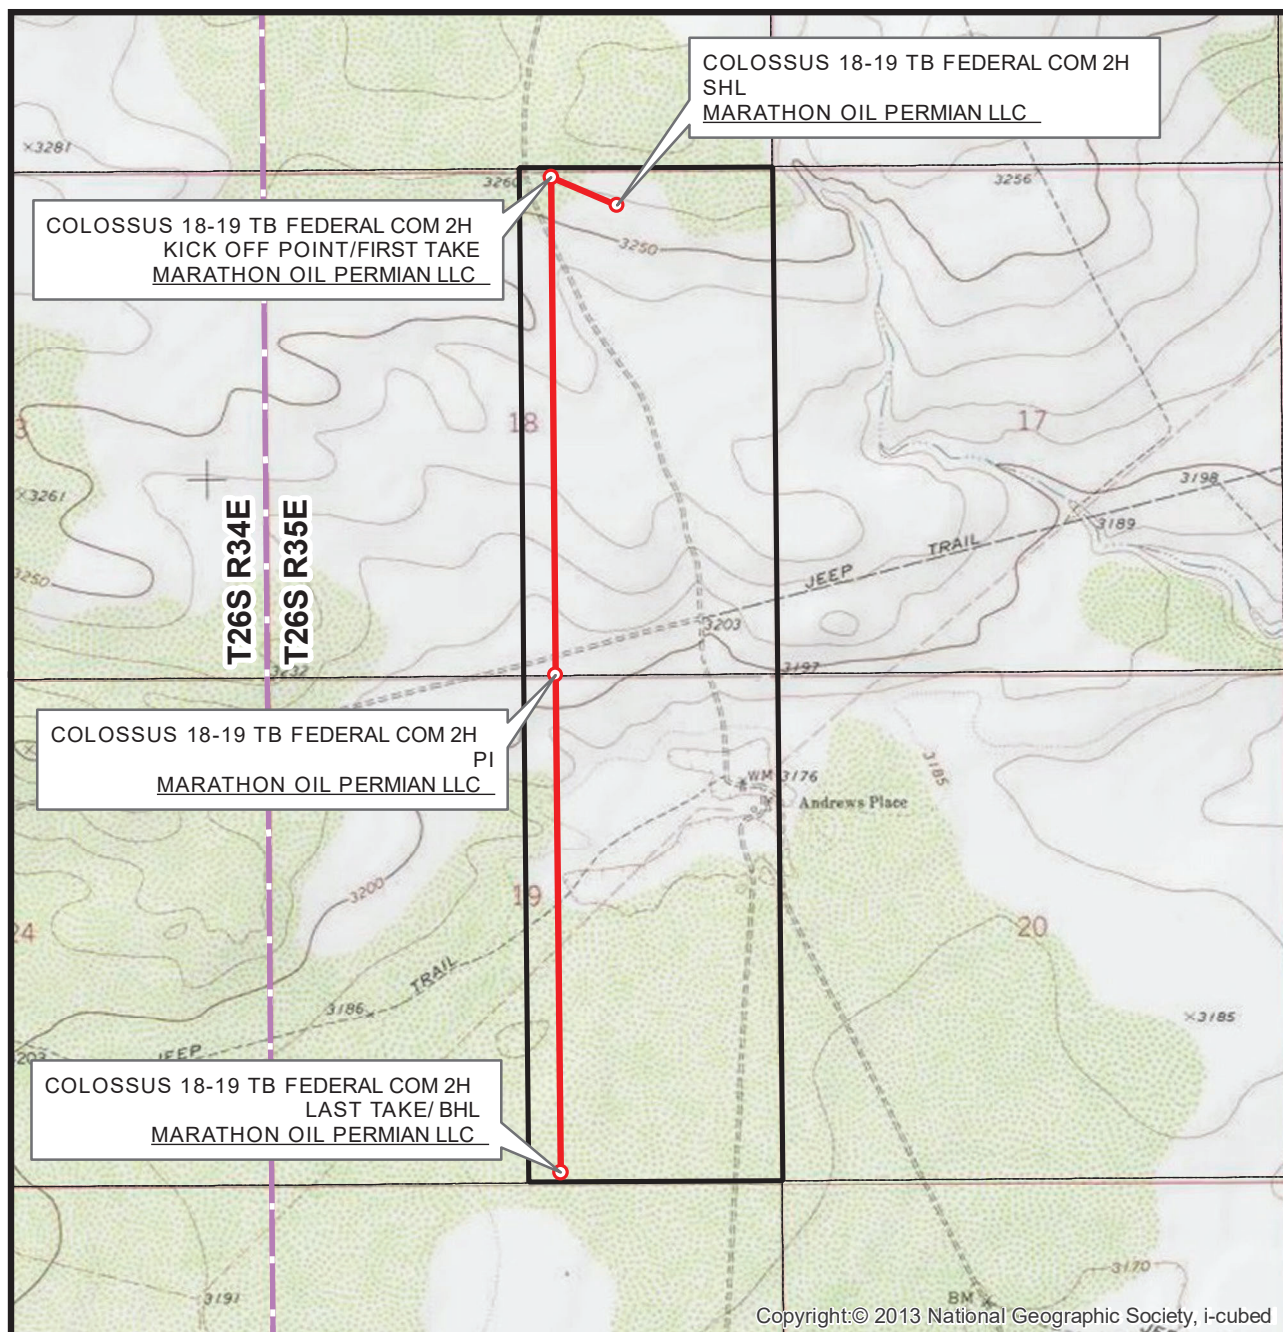 COLOSSUS 18-19 TB FEDERAL COM 2H
SHL
MARATHON OIL PERMIAN LLC
×3281
3260
3256
COLOSSUS 18-19 TB FEDERAL COM 2H
KICK OFF POINT/FIRST TAKE
MARATHON OIL PERMIAN LLC
3250
18
17
3198
×3261
3189
T26S R34E
T26S R35E
JEEP TRAIL
3250
3203
3232
3197
COLOSSUS 18-19 TB FEDERAL COM 2H
PI
MARATHON OIL PERMIAN LLC
3185
WM 3176
Andrews Place
3200
19
24
20
JEEP TRAIL
3186
×3185
3203
COLOSSUS 18-19 TB FEDERAL COM 2H
LAST TAKE/ BHL
MARATHON OIL PERMIAN LLC
3170
3191
BM
Copyright:© 2013 National Geographic Society, i-cubed